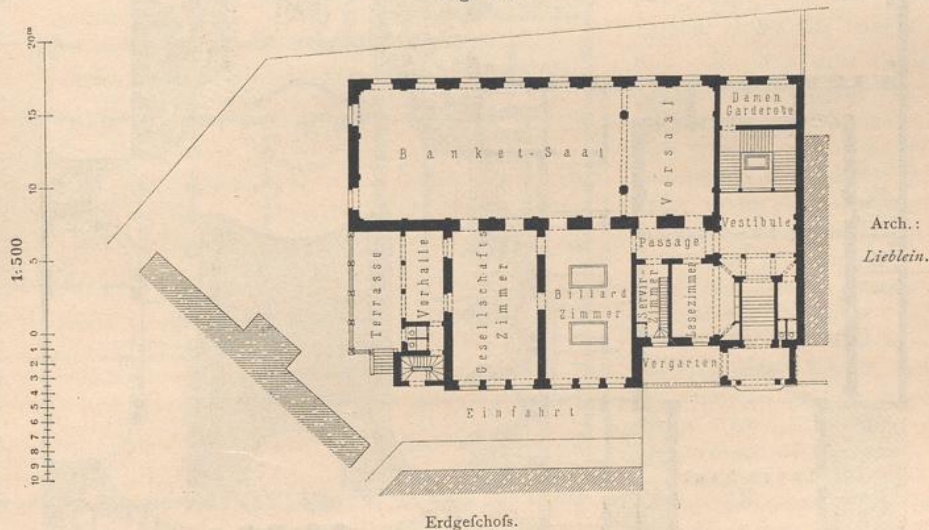 20m
15
10
5
0
1
2
3
4
5
6
7
8
9
10
1:500
Damen
Garderobe
Banket-Saal
Vorsaal
Vestibule
Passage
Terrasse
Vorhalle
Gesellschafts
Zimmer
Billard
Zimmer
Servir-
Zimmer
Lesezimmer
Vorgarten
Einfahrt
Arch.:
Lieblein.
Erdgeſchoſs.